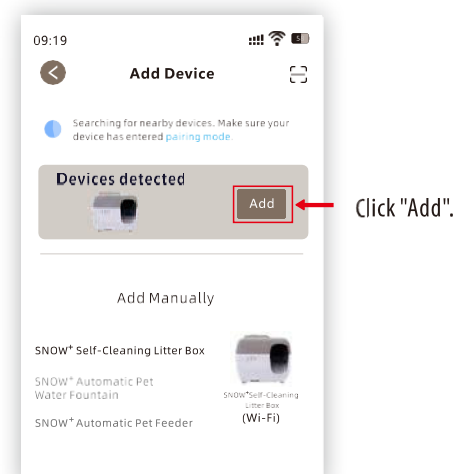 09:19
5
Add Device
Searching for nearby devices. Make sure your
device has entered pairing mode.
Devices detected
Add
Click "Add".
Add Manually
SNOW⁺ Self-Cleaning Litter Box
SNOW⁺ Automatic Pet
Water Fountain
SNOW⁺ Automatic Pet Feeder
SNOW⁺Self-Cleaning
Litter Box
(Wi-Fi)